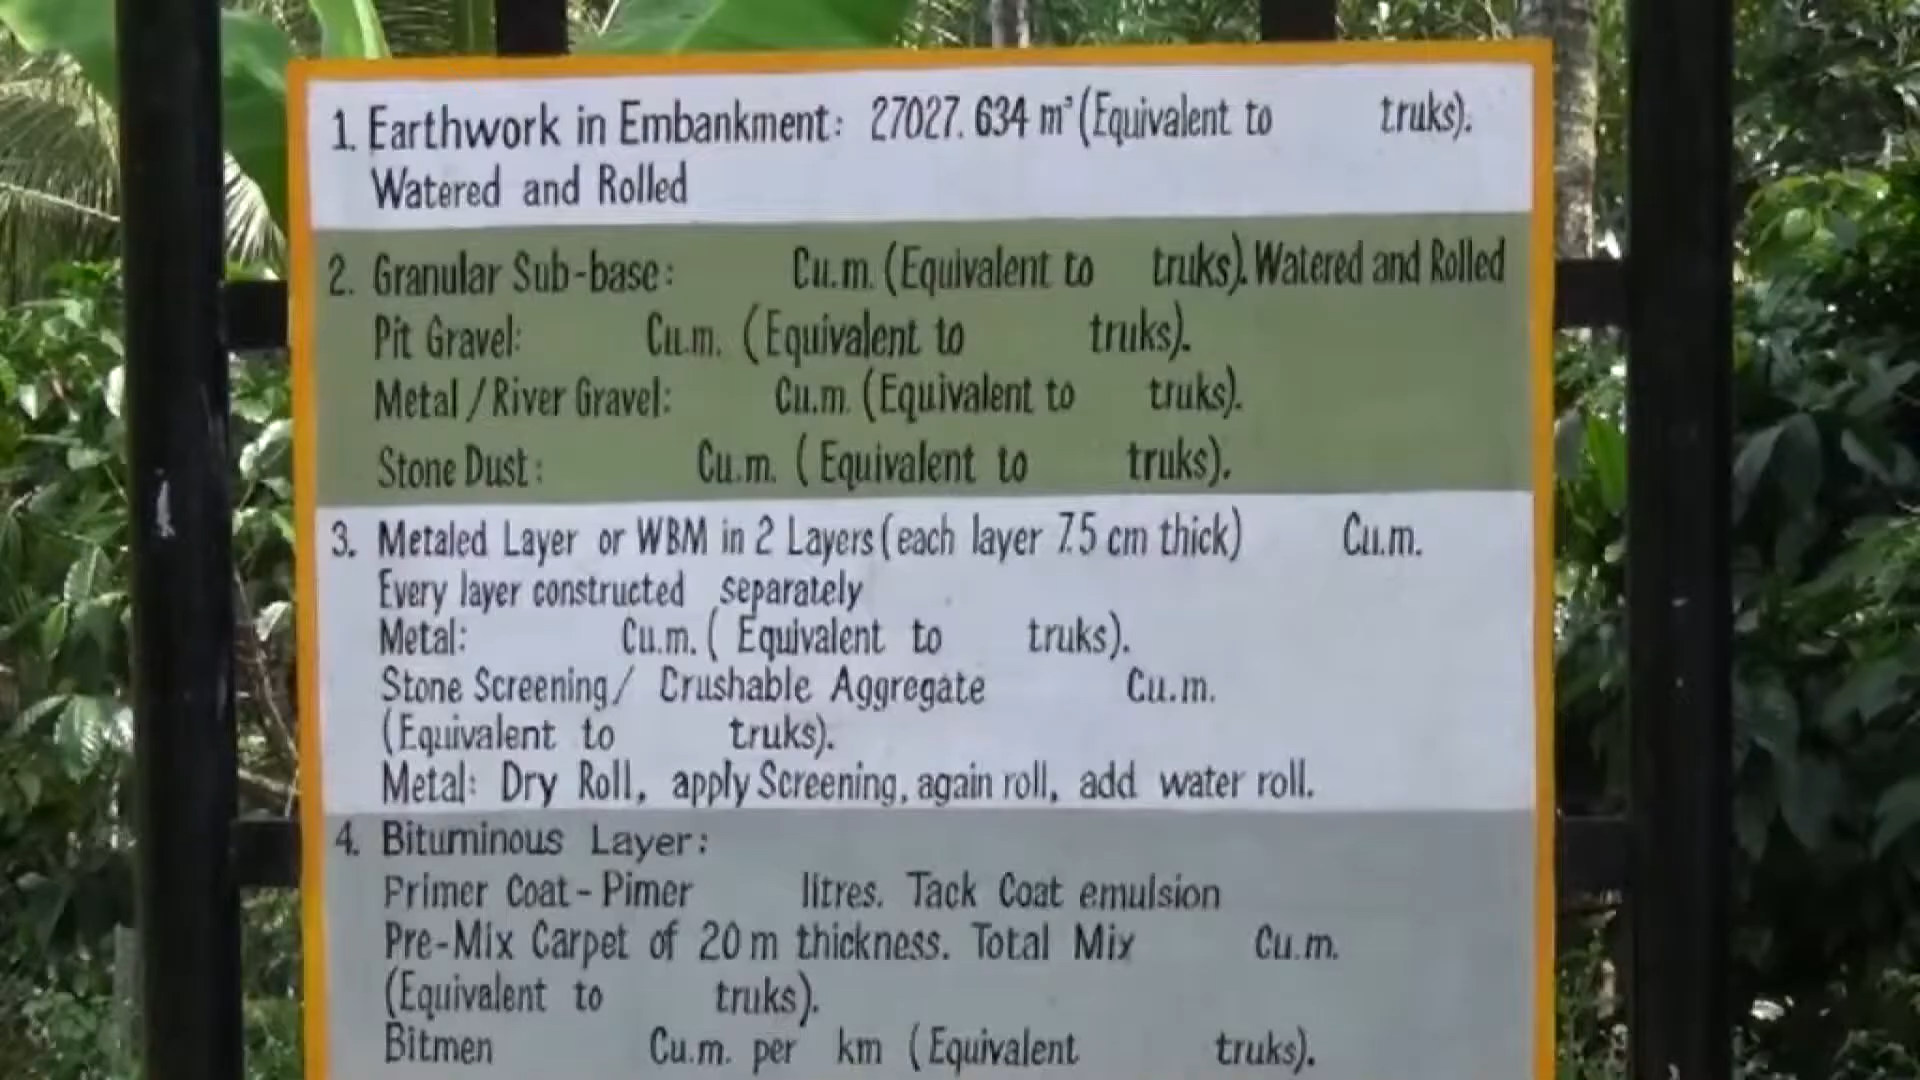 1. Earthwork in Embankment: 27027.634 m³ (Equivalent to truks).
Watered and Rolled
2. Granular Sub-base: Cu.m. (Equivalent to truks). Watered and Rolled
Pit Gravel: Cu.m. (Equivalent to truks).
Metal / River Gravel: Cu.m. (Equivalent to truks).
Stone Dust: Cu.m. (Equivalent to truks).
3. Metaled Layer or WBM in 2 Layers (each layer 7.5 cm thick) Cu.m.
Every layer constructed separately
Metal: Cu.m. (Equivalent to truks).
Stone Screening / Crushable Aggregate Cu.m.
(Equivalent to truks).
Metal: Dry Roll, apply Screening, again roll, add water roll.
4. Bituminous Layer:
Primer Coat - Pimer litres. Tack Coat emulsion
Pre-Mix Carpet of 20 m thickness. Total Mix Cu.m.
(Equivalent to truks).
Bitmen Cu.m. per km (Equivalent truks).